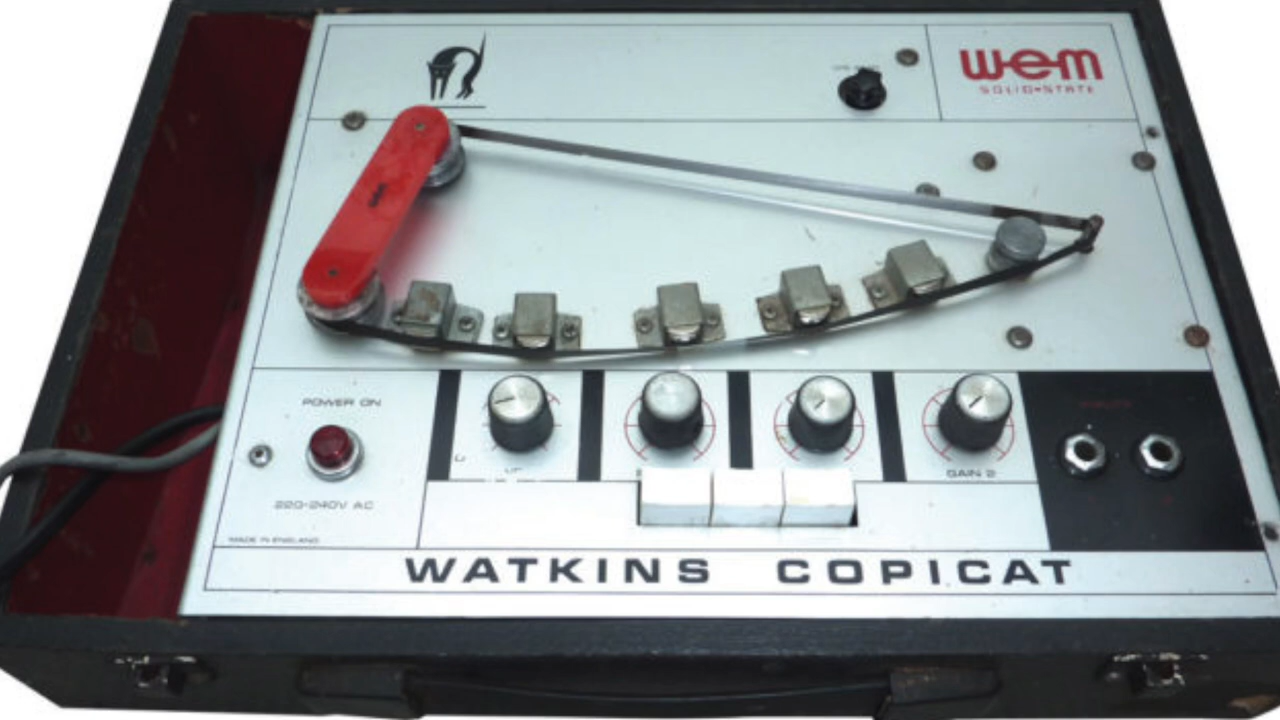 wem
SOLID-STATE
POWER ON
GAIN 2
220-240V AC
MADE IN ENGLAND
WATKINS COPICAT